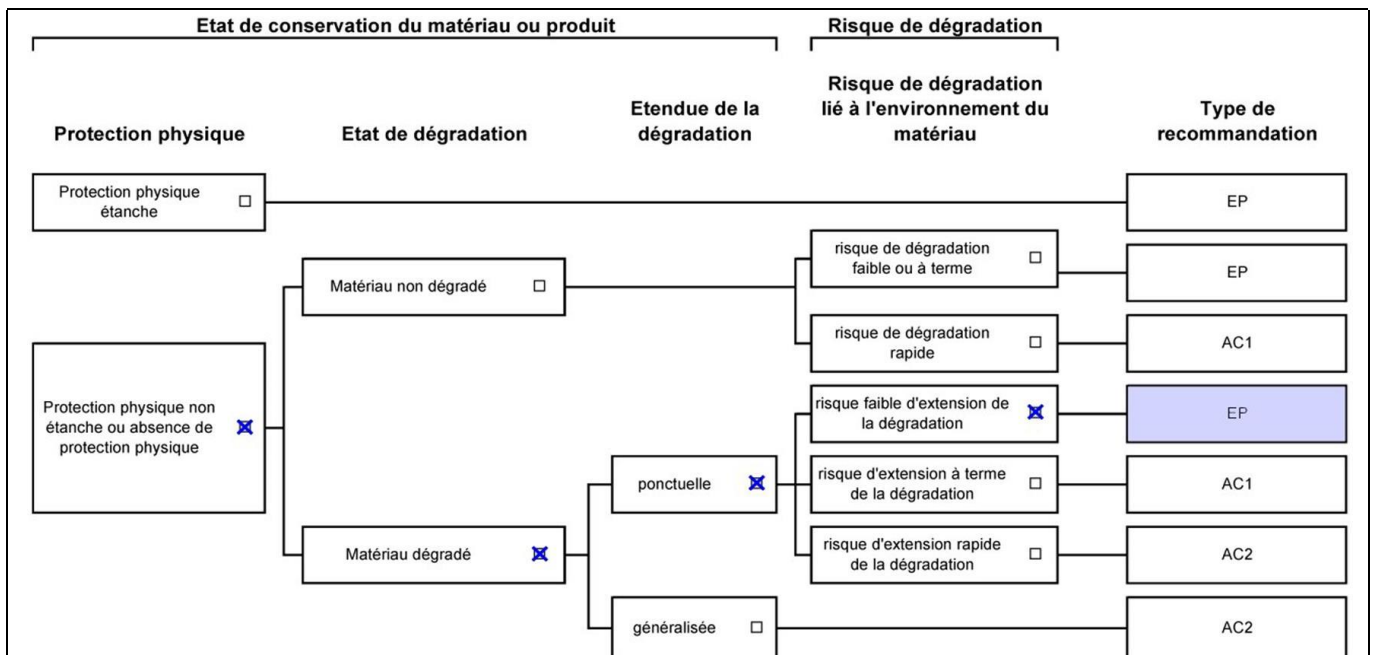 Etat de conservation du matériau ou produit
Risque de dégradation
Protection physique
Etat de dégradation
Etendue de la
dégradation
Risque de dégradation
lié à l'environnement du
matériau
Type de
recommandation
Protection physique
étanche
EP
Matériau non dégradé
risque de dégradation
faible ou à terme
EP
risque de dégradation
rapide
AC1
Protection physique non
étanche ou absence de
protection physique
risque faible d'extension de
la dégradation
EP
ponctuelle
risque d'extension à terme
de la dégradation
AC1
Matériau dégradé
risque d'extension rapide
de la dégradation
AC2
généralisée
AC2